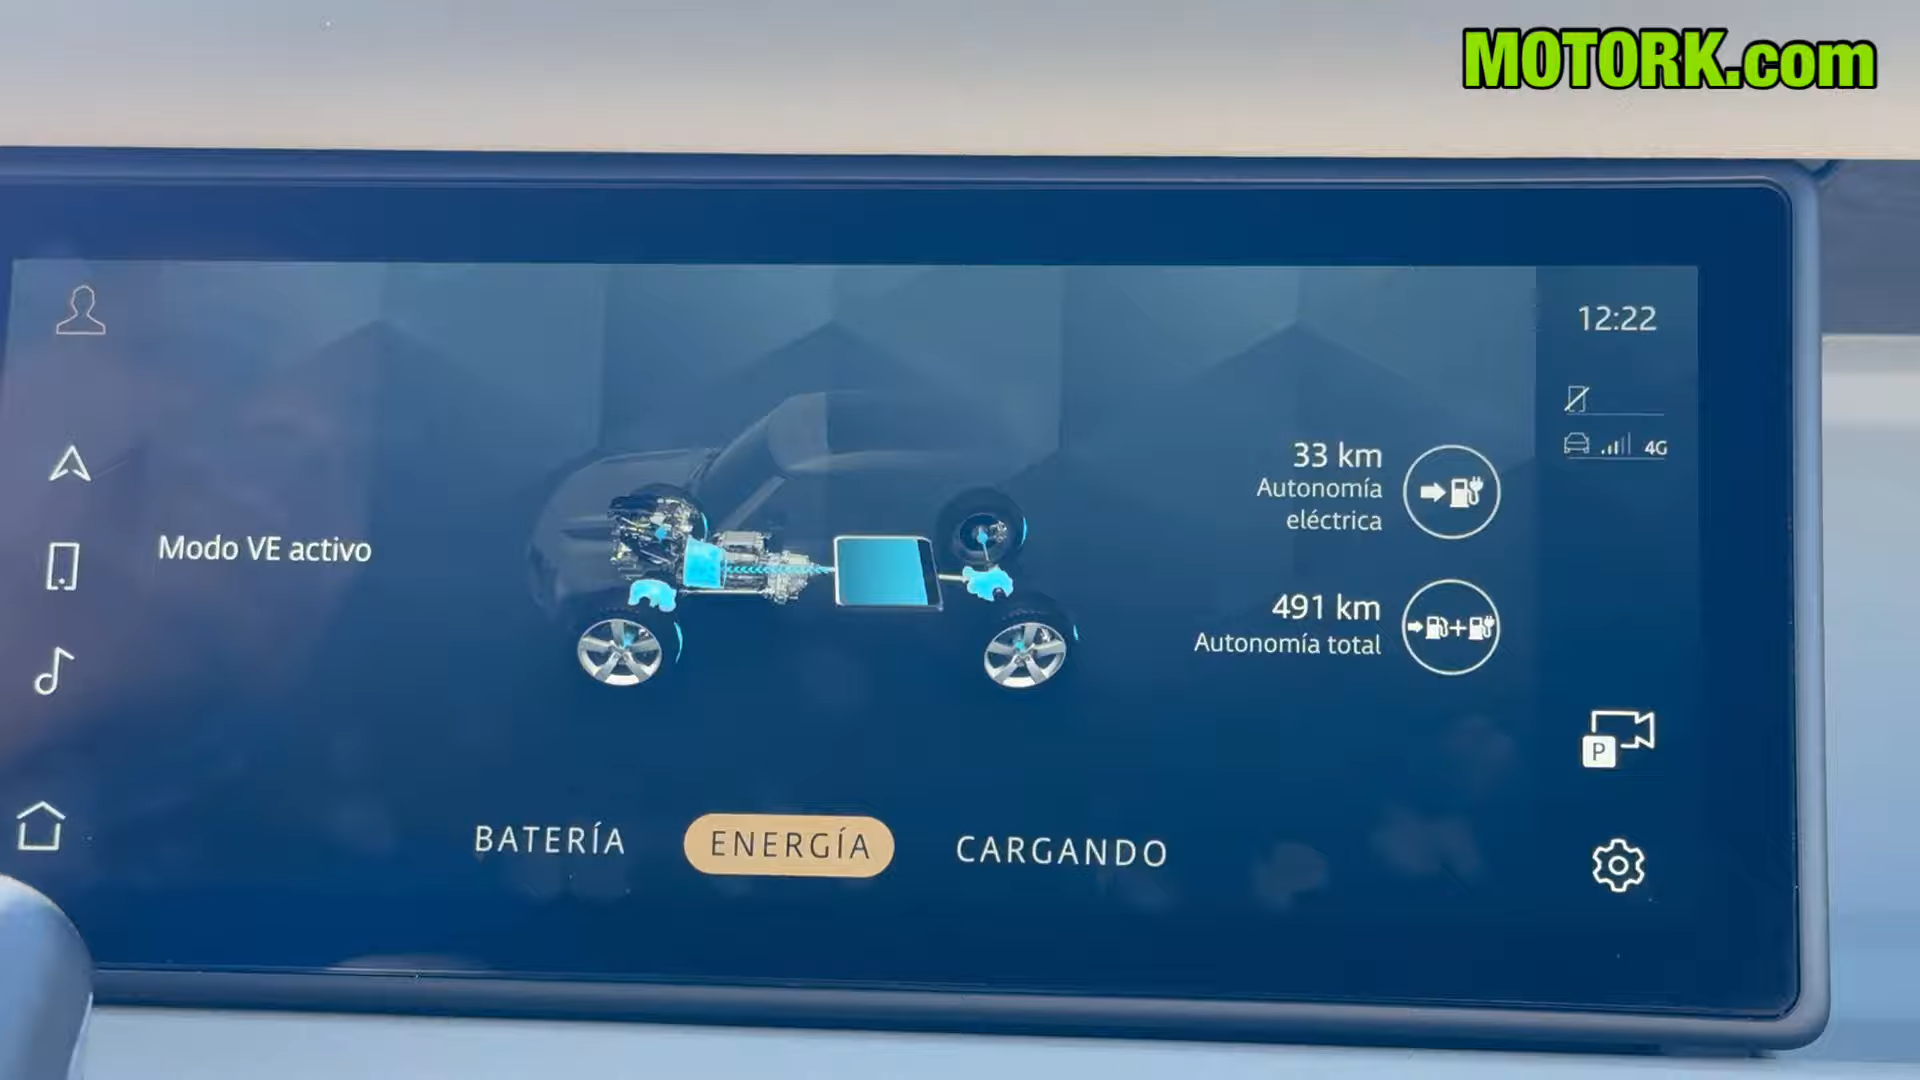 MOTORK.com
12:22
4G
33 km
Autonomía
eléctrica
Modo VE activo
491 km
Autonomía total
P
BATERÍA
ENERGÍA
CARGANDO